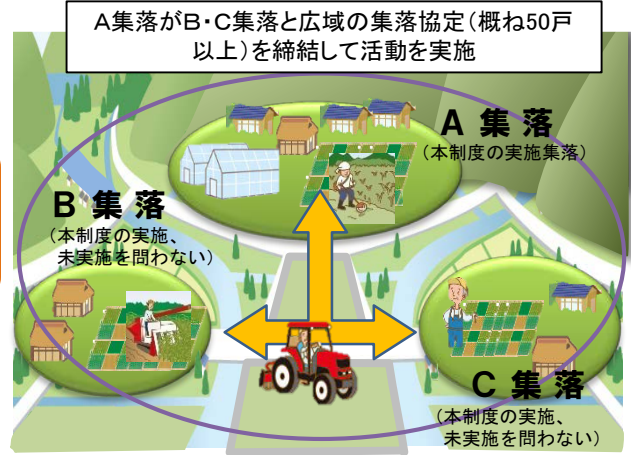 A集落がB・C集落と広域の集落協定（概ね50戸
以上）を締結して活動を実施
A 集 落
（本制度の実施集落）
B 集 落
（本制度の実施、
未実施を問わない）
C 集 落
（本制度の実施、
未実施を問わない）